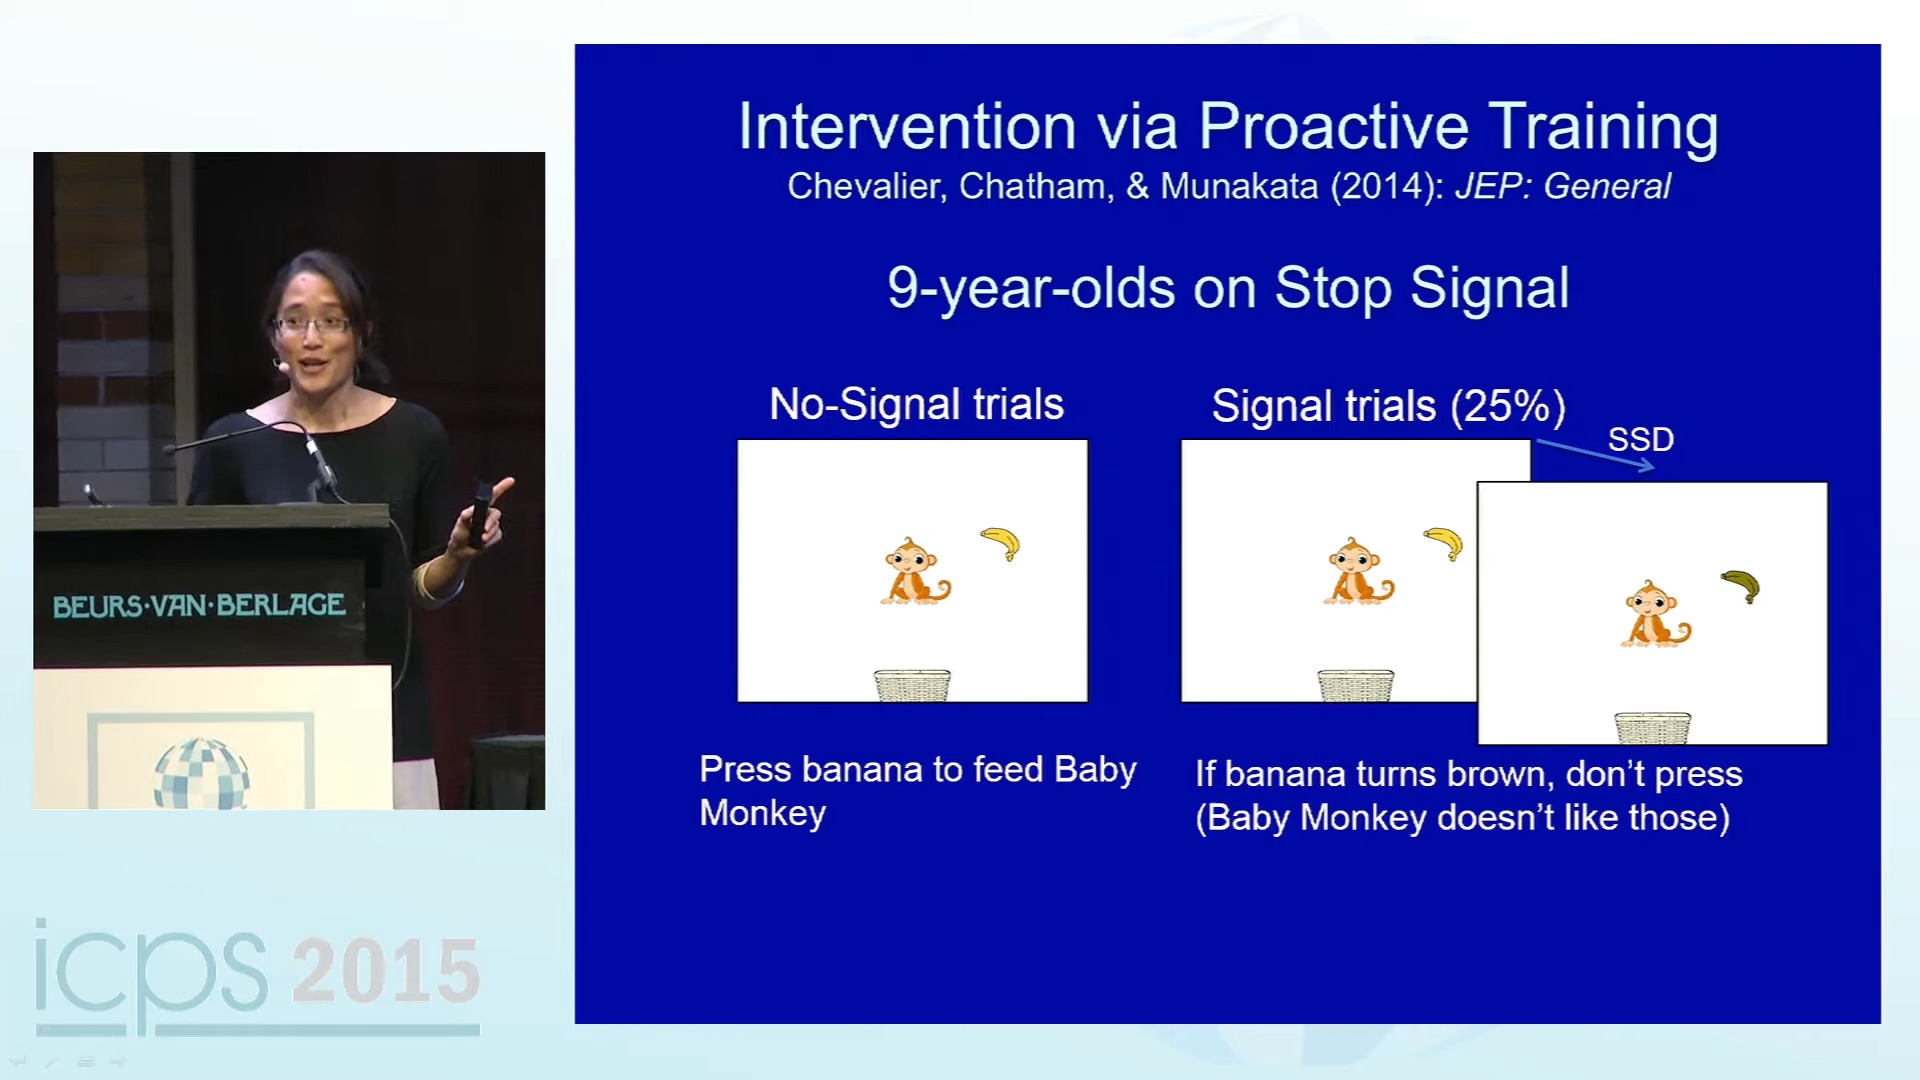 Intervention via Proactive Training
Chevalier, Chatham, & Munakata (2014): JEP: General
9-year-olds on Stop Signal
No-Signal trials
Signal trials (25%)
SSD
Press banana to feed Baby
Monkey
If banana turns brown, don’t press
(Baby Monkey doesn’t like those)
BEURS·VAN·BERLAGE
icps 2015